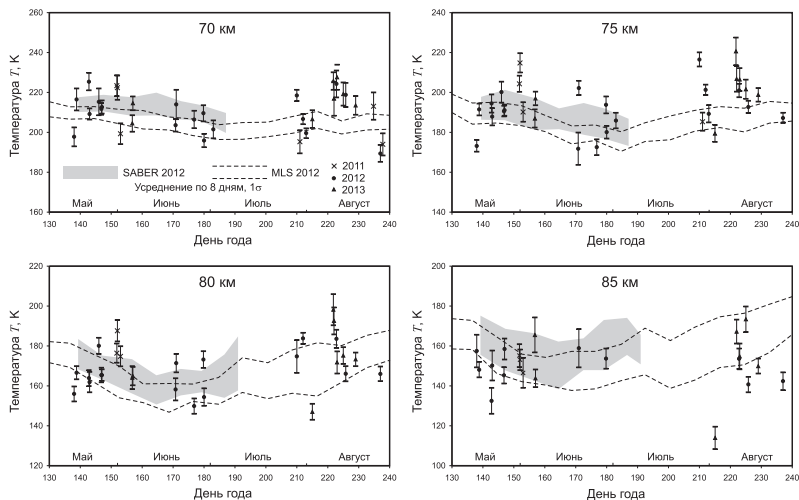 70 км
Температура T, К
260
240
220
200
180
160
SABER 2012
MLS 2012
× 2011
● 2012
▲ 2013
Усреднение по 8 дням, 1σ
Май Июнь Июль Август
130 140 150 160 170 180 190 200 210 220 230 240
День года
75 км
Температура T, К
240
220
200
180
160
140
Май Июнь Июль Август
130 140 150 160 170 180 190 200 210 220 230 240
День года
80 км
Температура T, К
220
200
180
160
140
120
Май Июнь Июль Август
130 140 150 160 170 180 190 200 210 220 230 240
День года
85 км
Температура T, К
200
180
160
140
120
100
Май Июнь Июль Август
130 140 150 160 170 180 190 200 210 220 230 240
День года